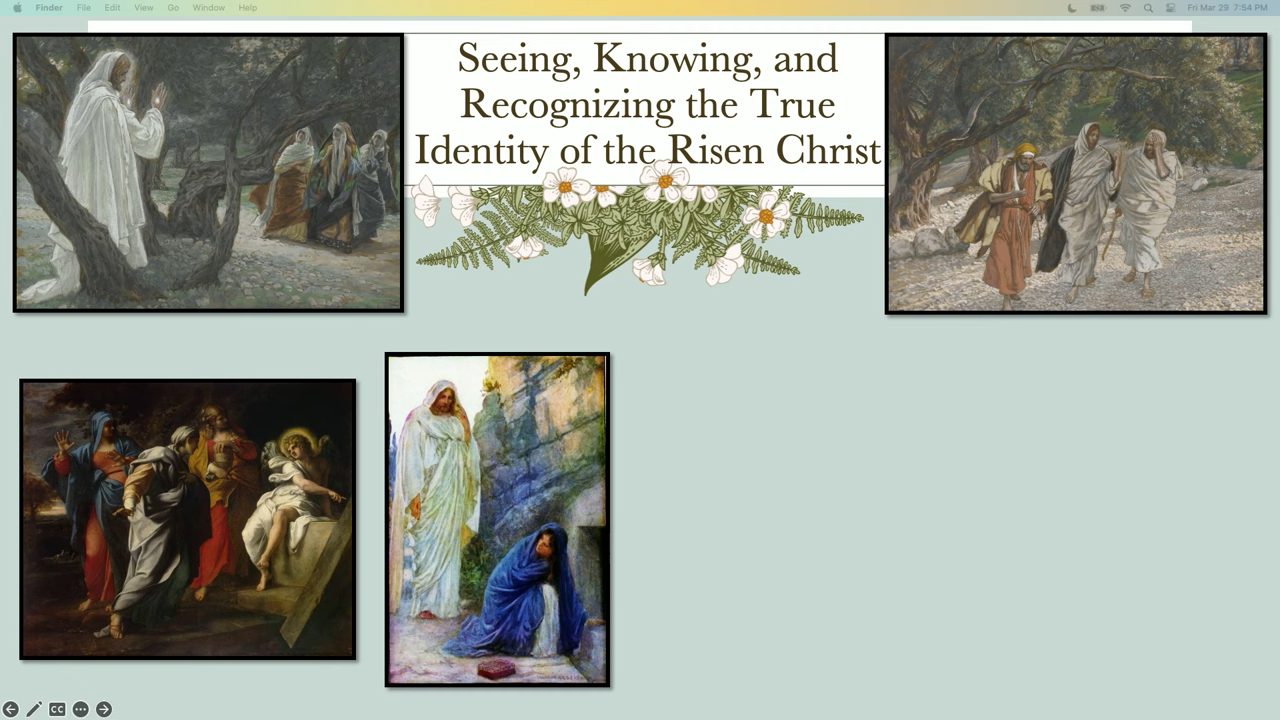 Finder File Edit View Go Window Help
Fri Mar 29 7:54 PM
Seeing, Knowing, and
Recognizing the True
Identity of the Risen Christ
CC